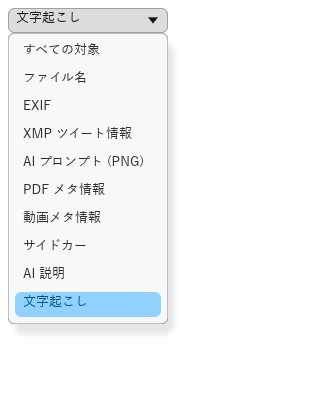 文字起こし
すべての対象
ファイル名
EXIF
XMP ツイート情報
AI プロンプト (PNG)
PDF メタ情報
動画メタ情報
サイドカー
AI 説明
文字起こし